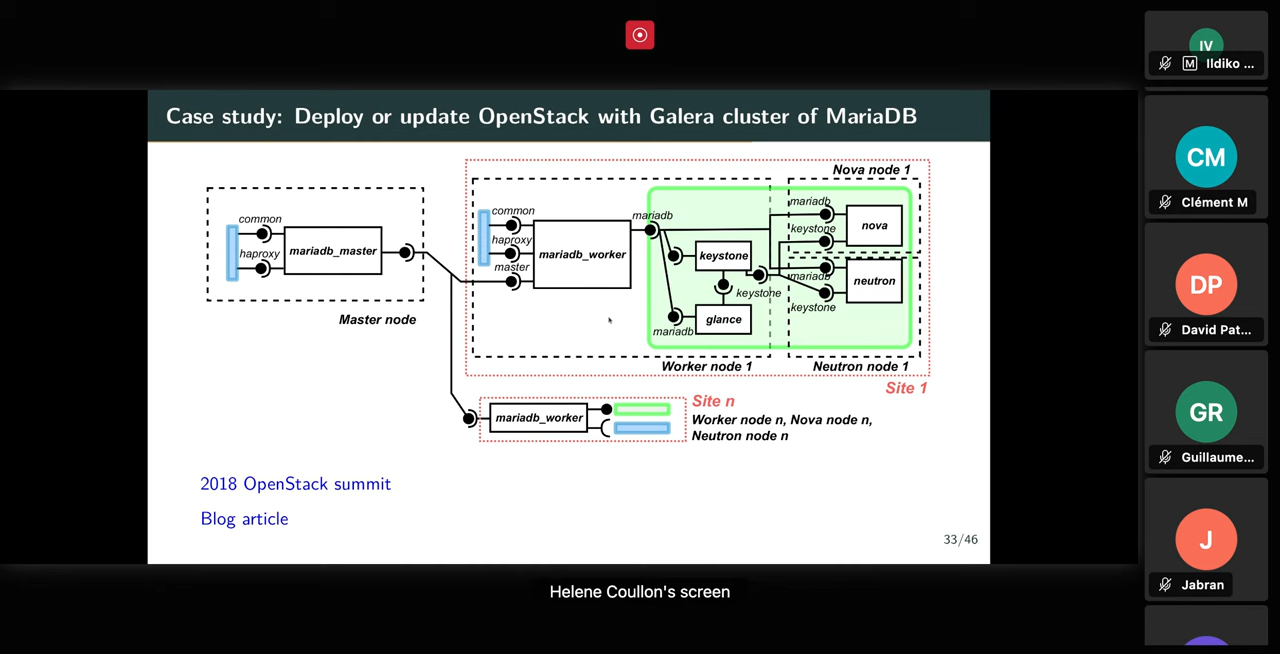 IV
M Ildiko ...
Case study: Deploy or update OpenStack with Galera cluster of MariaDB
CM
Clément M
DP
David Pat...
GR
Guillaume...
J
Jabran
common
haproxy
mariadb_master
Master node
common
haproxy
master
mariadb_worker
mariadb
keystone
keystone
mariadb
glance
Worker node 1
Nova node 1
mariadb
keystone
nova
mariadb
keystone
neutron
Neutron node 1
Site 1
mariadb_worker
Site n
Worker node n, Nova node n,
Neutron node n
2018 OpenStack summit
Blog article
33/46
Helene Coullon's screen